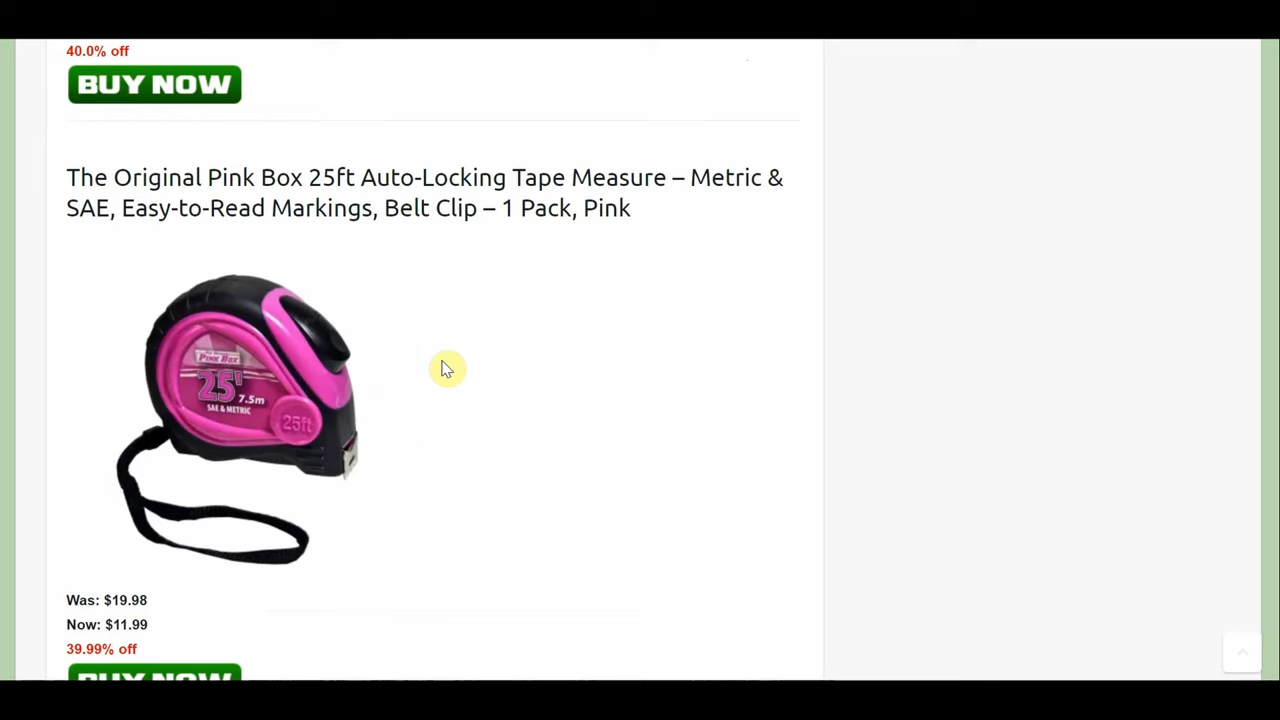 40.0% off
BUY NOW
The Original Pink Box 25ft Auto-Locking Tape Measure – Metric &
SAE, Easy-to-Read Markings, Belt Clip – 1 Pack, Pink
PINK BOX
25' 7.5m
SAE & METRIC
25ft
Was: $19.98
Now: $11.99
39.99% off
BUY NOW